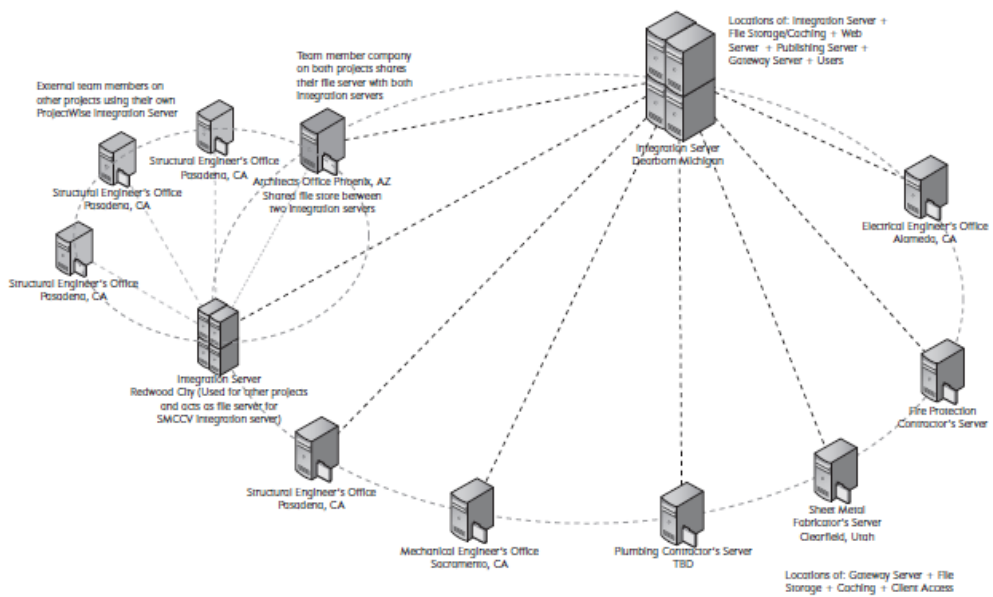 Locations of: Integration Server +
File Storage/Caching + Web
Server + Publishing Server +
Gateway Server + Users
Team member company
on both projects shares
their file server with both
integration servers
External team members on
other projects using their own
ProjectWise Integration Server
Integration Server
Dearborn Michigan
Structural Engineer's Office
Pasadena, CA
Architects Office Phoenix, AZ
Shared file store between
two integration servers
Structural Engineer's Office
Pasadena, CA
Electrical Engineer's Office
Alameda, CA
Structural Engineer's Office
Pasadena, CA
Integration Server
Redwood City (Used for other projects
and acts as file server for
SMCCV integration server)
Fire Protection
Contractor's Server
Structural Engineer's Office
Pasadena, CA
Sheet Metal
Fabricator's Server
Clearfield, Utah
Mechanical Engineer's Office
Sacramento, CA
Plumbing Contractor's Server
TBD
Locations of: Gateway Server + File
Storage + Caching + Client Access